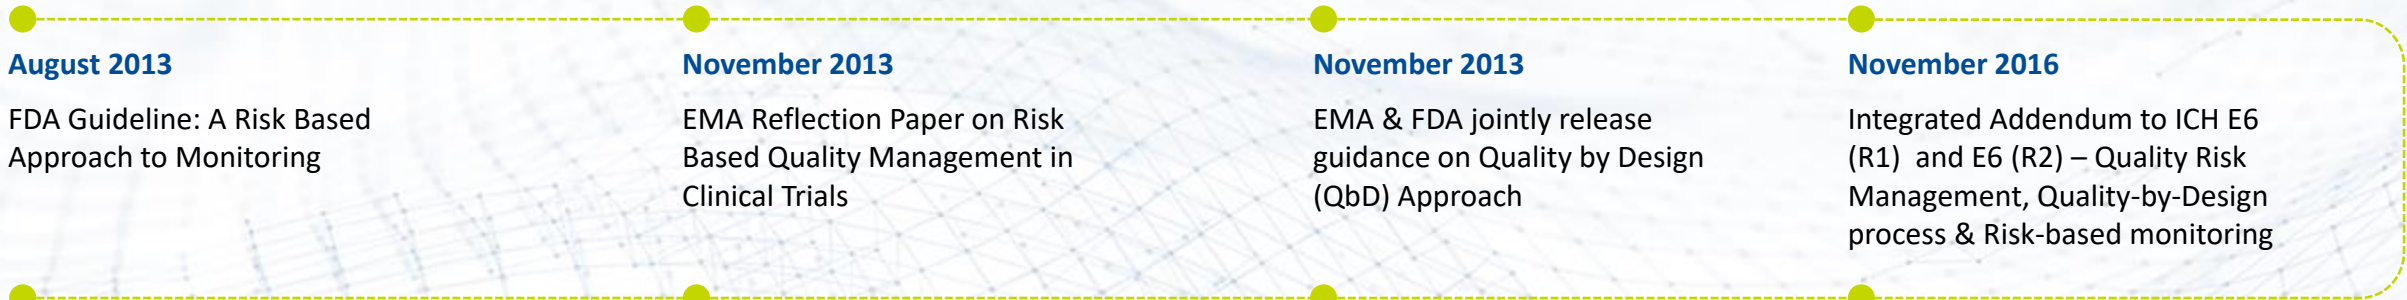 August 2013
FDA Guideline: A Risk Based
Approach to Monitoring
November 2013
EMA Reflection Paper on Risk
Based Quality Management in
Clinical Trials
November 2013
EMA & FDA jointly release
guidance on Quality by Design
(QbD) Approach
November 2016
Integrated Addendum to ICH E6
(R1)  and E6 (R2) – Quality Risk
Management, Quality-by-Design
process & Risk-based monitoring